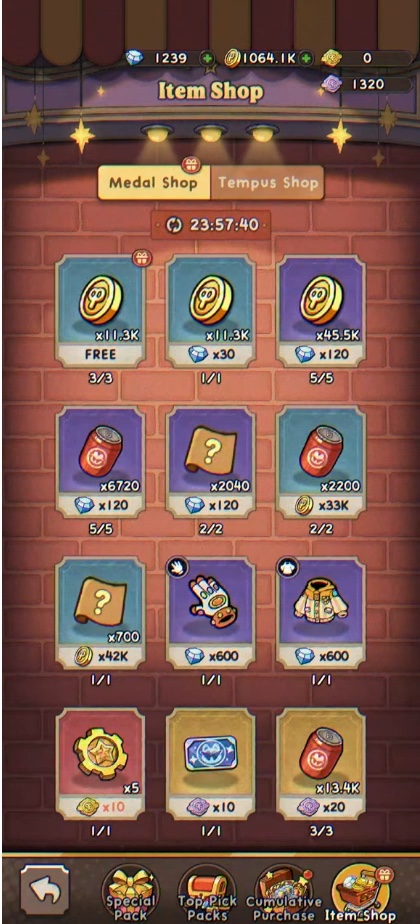 1239
1064.1K
0
1320
Item Shop
Medal Shop Tempus Shop
23:57:40
x11.3K x11.3K x45.5K
FREE x30 x120
3/3 1/1 5/5
x6720 x2040 x2200
x120 x120 x33K
5/5 2/2 2/2
?
x700
x42K x600 x600
1/1 1/1 1/1
x5 x13.4K
x10 x10 x20
1/1 1/1 3/3
Special Pack
Top Pick Packs
Cumulative Purchase
Item Shop